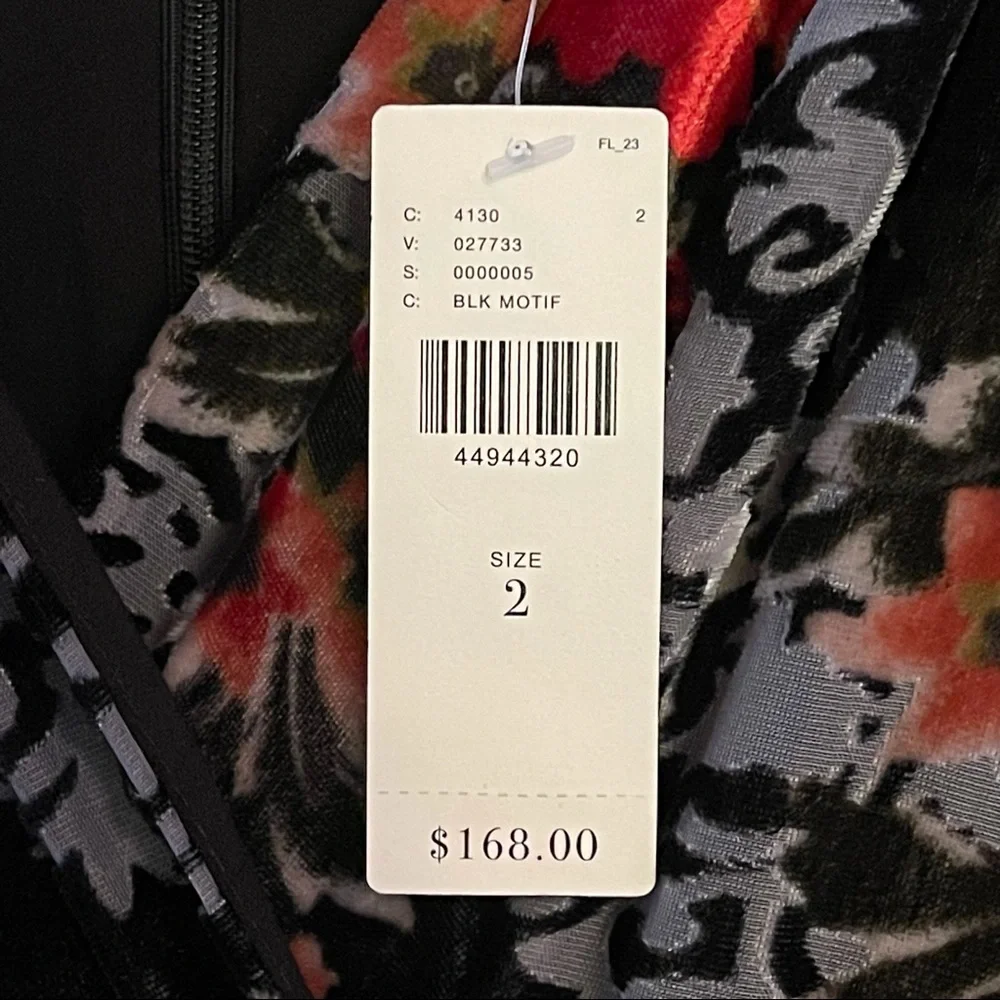 FL_23
C: 4130 2
V: 027733
S: 0000005
C: BLK MOTIF
44944320
SIZE
2
$168.00